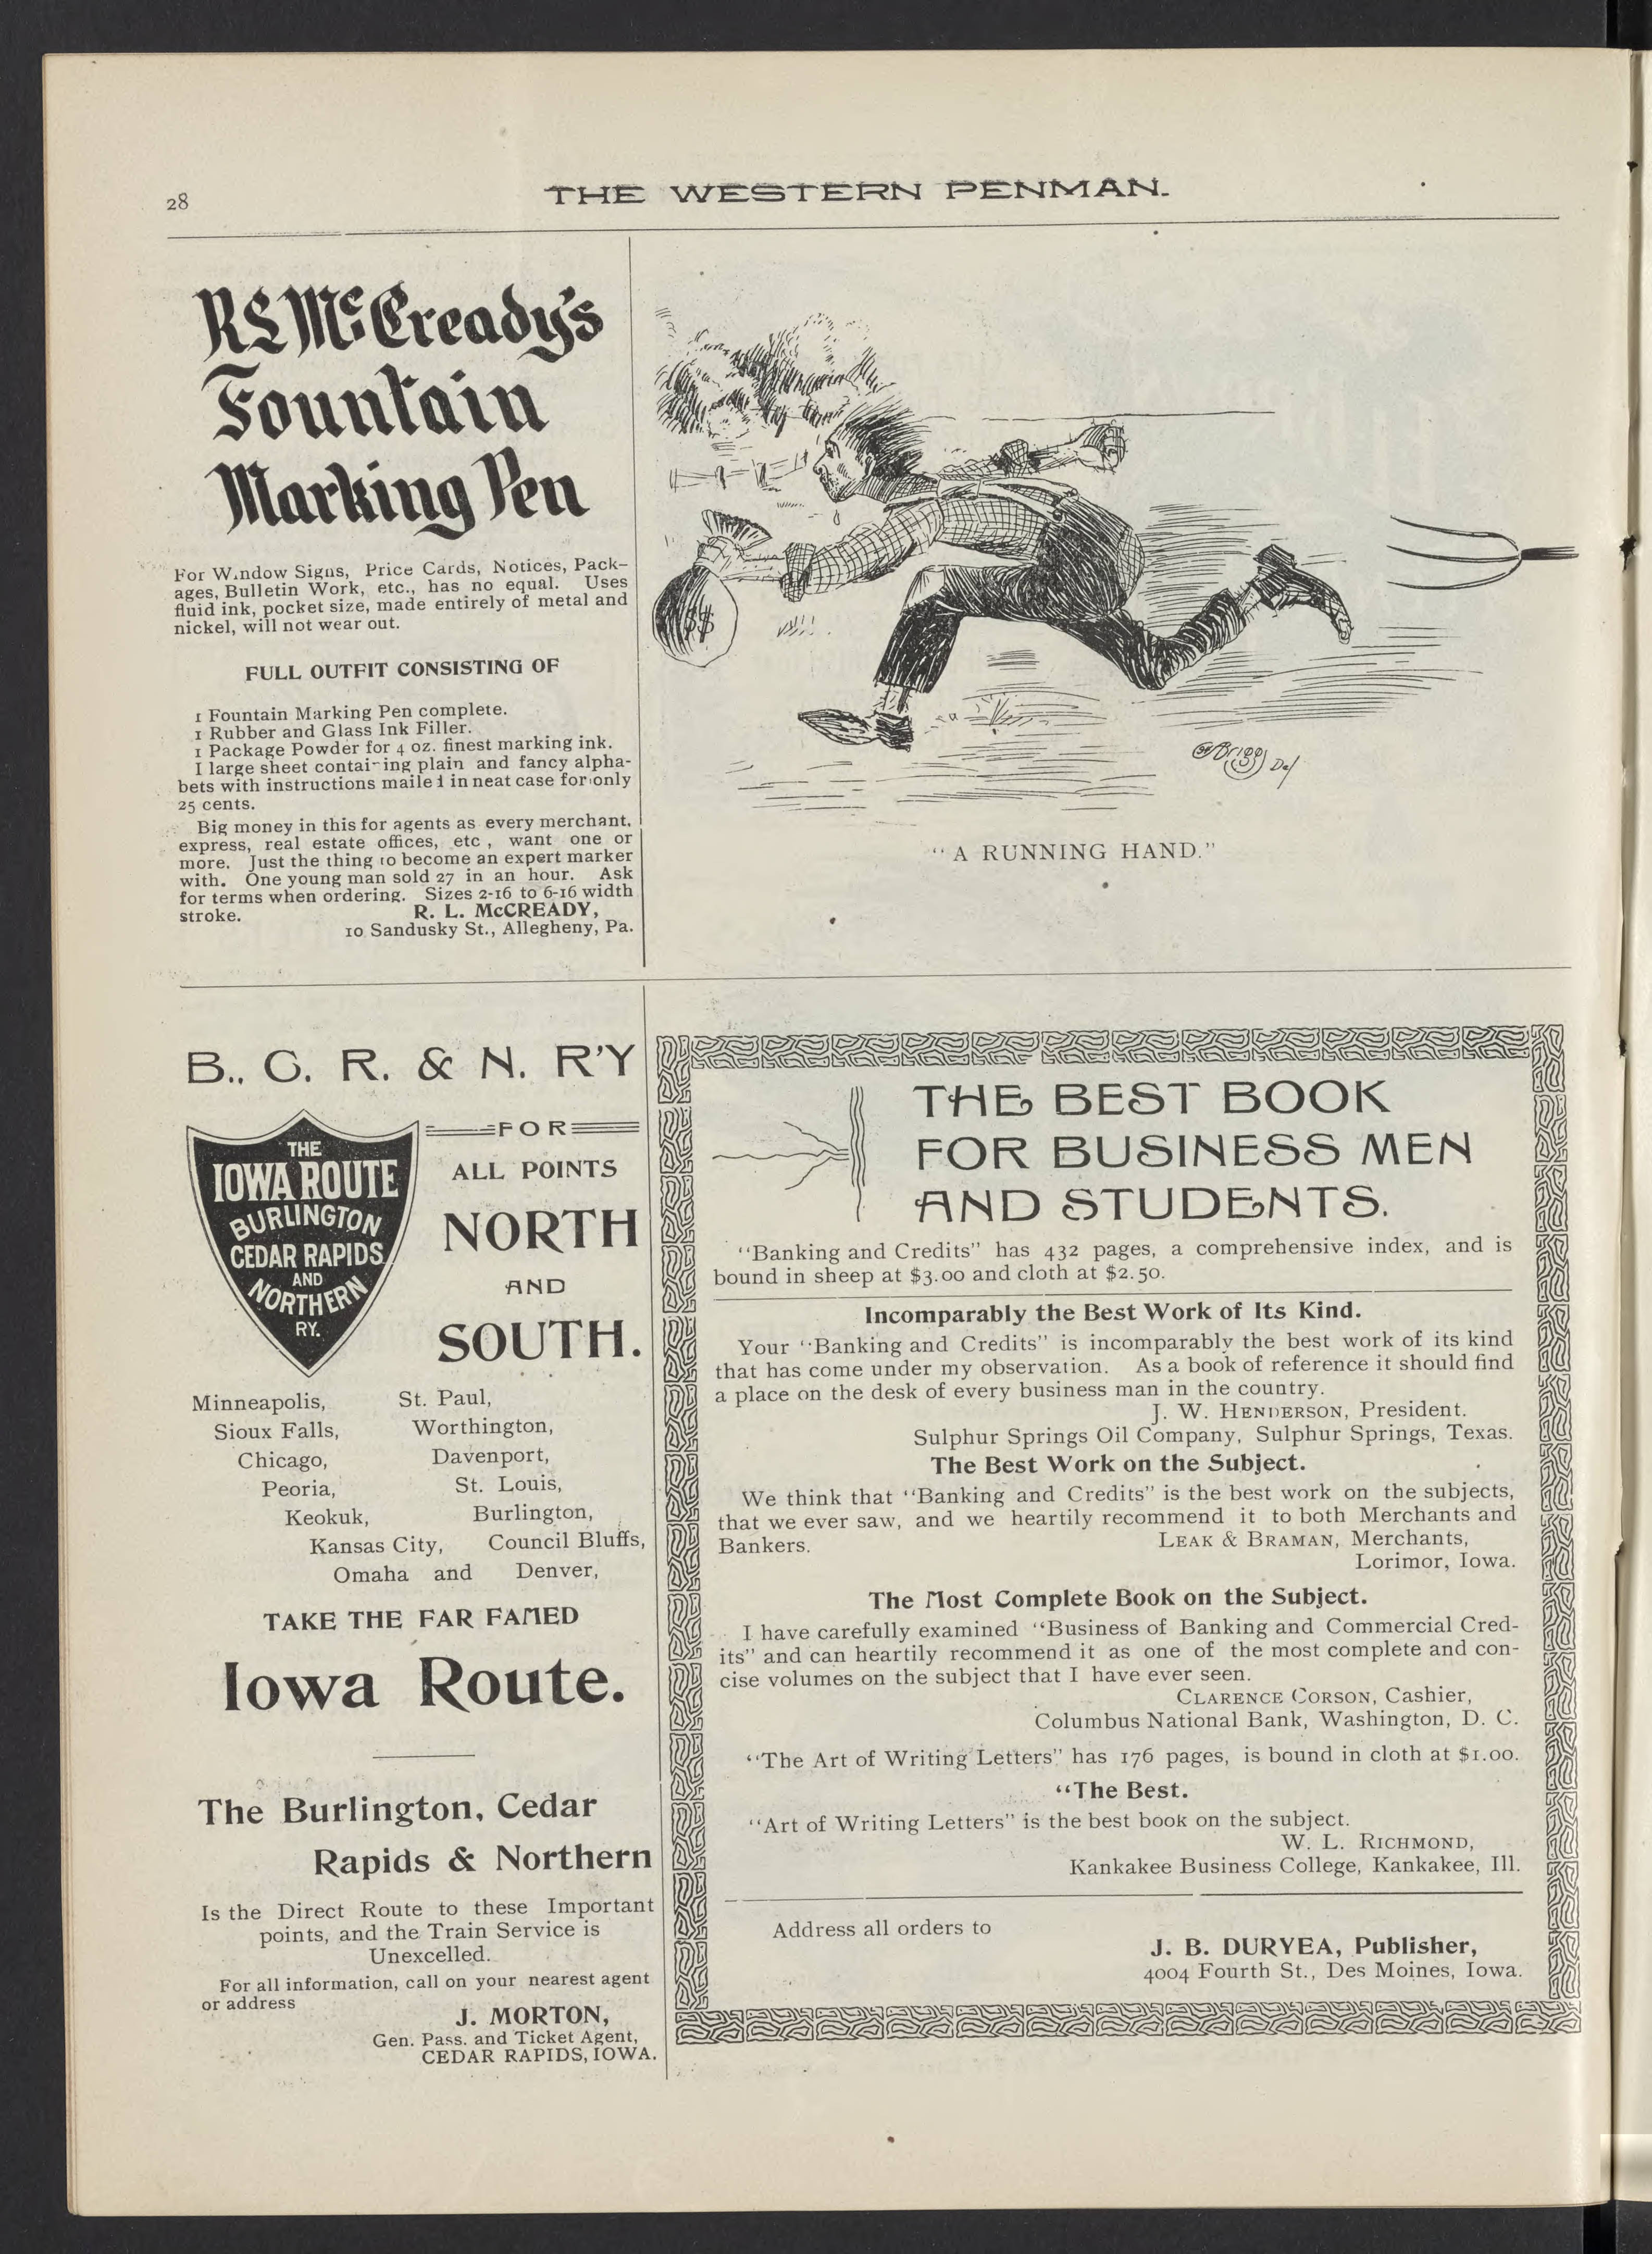 28
THE WESTERN PENMAN.
R L McCready's
Fountain
Marking Pen
For W.ndow Signs, Price Cards, Notices, Pack-
ages, Bulletin Work, etc., has no equal. Uses
fluid ink, pocket size, made entirely of metal and
nickel, will not wear out.
FULL OUTFIT CONSISTING OF
1 Fountain Marking Pen complete.
1 Rubber and Glass Ink Filler.
1 Package Powder for 4 oz. finest marking ink.
I large sheet contai-ing plain and fancy alpha-
bets with instructions maile1 in neat case for only
25 cents.
Big money in this for agents as every merchant,
express, real estate offices, etc , want one or
more. Just the thing to become an expert marker
with. One young man sold 27 in an hour. Ask
for terms when ordering. Sizes 2-16 to 6-16 width
stroke.
R. L. McCREADY,
10 Sandusky St., Allegheny, Pa.
$$
Briggs Del
"A RUNNING HAND."
B., C. R. & N. R'Y
THE
IOWA ROUTE
BURLINGTON
CEDAR RAPIDS
AND
NORTHERN
RY.
FOR
ALL POINTS
NORTH
AND
SOUTH.
Minneapolis, St. Paul,
Sioux Falls, Worthington,
Chicago, Davenport,
Peoria, St. Louis,
Keokuk, Burlington,
Kansas City, Council Bluffs,
Omaha and Denver,
TAKE THE FAR FAMED
Iowa Route.
The Burlington, Cedar
Rapids & Northern
Is the Direct Route to these Important
points, and the Train Service is
Unexcelled.
For all information, call on your nearest agent
or address
J. MORTON,
Gen. Pass. and Ticket Agent,
CEDAR RAPIDS, IOWA.
THE BEST BOOK
FOR BUSINESS MEN
AND STUDENTS.
"Banking and Credits" has 432 pages, a comprehensive index, and is
bound in sheep at $3.00 and cloth at $2.50.
Incomparably the Best Work of Its Kind.
Your "Banking and Credits" is incomparably the best work of its kind
that has come under my observation. As a book of reference it should find
a place on the desk of every business man in the country.
J. W. HENDERSON, President.
Sulphur Springs Oil Company, Sulphur Springs, Texas.
The Best Work on the Subject.
We think that "Banking and Credits" is the best work on the subjects,
that we ever saw, and we heartily recommend it to both Merchants and
Bankers.
LEAK & BRAMAN, Merchants,
Lorimor, Iowa.
The Most Complete Book on the Subject.
I have carefully examined "Business of Banking and Commercial Cred-
its" and can heartily recommend it as one of the most complete and con-
cise volumes on the subject that I have ever seen.
CLARENCE CORSON, Cashier,
Columbus National Bank, Washington, D. C.
"The Art of Writing Letters" has 176 pages, is bound in cloth at $1.00.
"The Best.
"Art of Writing Letters" is the best book on the subject.
W. L. RICHMOND,
Kankakee Business College, Kankakee, Ill.
Address all orders to
J. B. DURYEA, Publisher,
4004 Fourth St., Des Moines, Iowa.